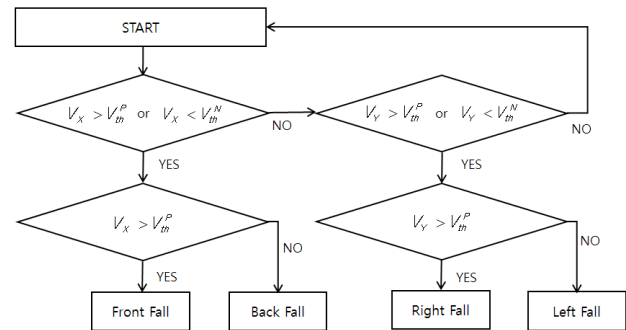 START
V_X > V_th^P or V_X < V_th^N
NO
V_Y > V_th^P or V_Y < V_th^N
NO
YES
YES
V_X > V_th^P
NO
V_Y > V_th^P
NO
YES
YES
Front Fall
Back Fall
Right Fall
Left Fall